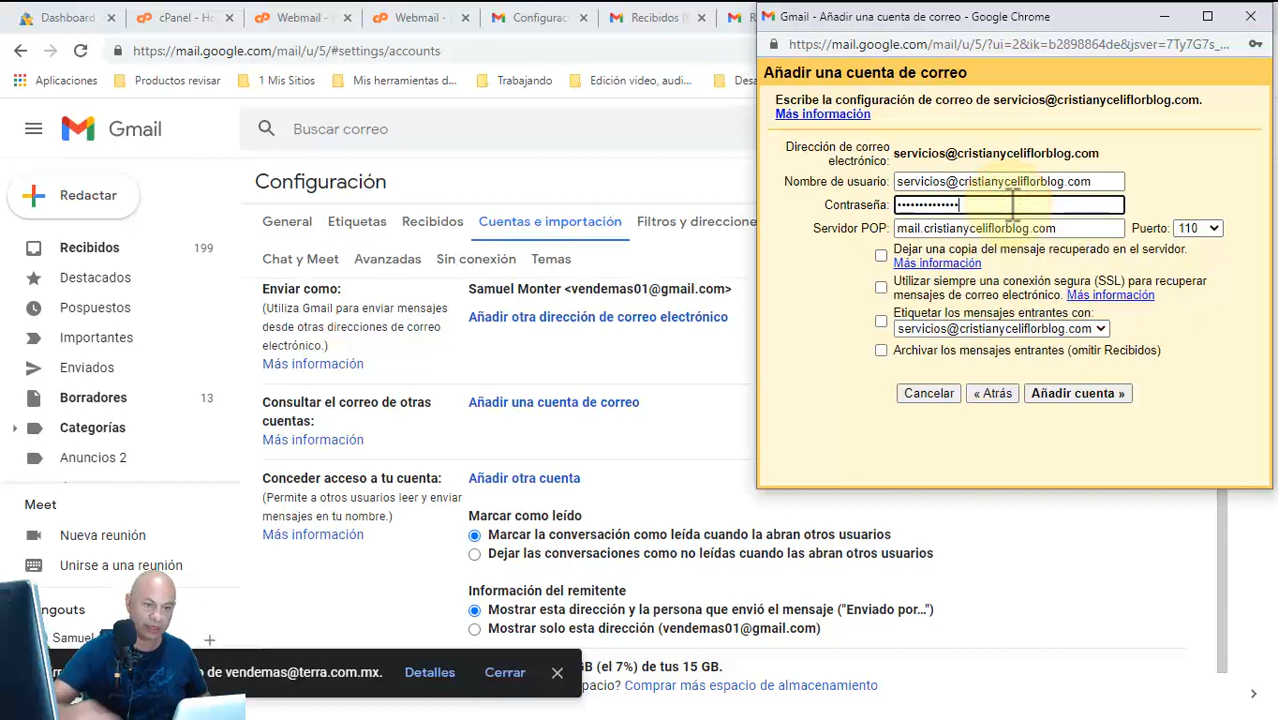 Dashboard
cPanel - Ho
Webmail -
Webmail -
Configurac
Recibidos (
https://mail.google.com/mail/u/5/#settings/accounts
Aplicaciones
Productos revisar
1 Mis Sitios
Mis herramientas d...
Trabajando
Edición video, audi...
Gmail
Buscar correo
Redactar
Recibidos 199
Destacados
Pospuestos
Importantes
Enviados
Borradores 13
Categorías
Anuncios 2
Meet
Nueva reunión
Unirse a una reunión
Samuel
Configuración
General
Etiquetas
Recibidos
Cuentas e importación
Filtros y direccione
Chat y Meet
Avanzadas
Sin conexión
Temas
Enviar como:
(Utiliza Gmail para enviar mensajes
desde otras direcciones de correo
electrónico.)
Más información
Samuel Monter <vendemas01@gmail.com>
Añadir otra dirección de correo electrónico
Consultar el correo de otras
cuentas:
Más información
Añadir una cuenta de correo
Conceder acceso a tu cuenta:
(Permite a otros usuarios leer y enviar
mensajes en tu nombre.)
Más información
Añadir otra cuenta
Marcar como leído
Marcar la conversación como leída cuando la abran otros usuarios
Dejar las conversaciones como no leídas cuando las abran otros usuarios
Información del remitente
Mostrar esta dirección y la persona que envió el mensaje ("Enviado por...")
Mostrar solo esta dirección (vendemas01@gmail.com)
GB (el 7%) de tus 15 GB.
espacio? Comprar más espacio de almacenamiento
o de vendemas@terra.com.mx.
Detalles
Cerrar
Gmail - Añadir una cuenta de correo - Google Chrome
https://mail.google.com/mail/u/5/?ui=2&ik=b2898864de&jsver=7Ty7G7s_...
Añadir una cuenta de correo
Escribe la configuración de correo de servicios@cristianyceliflorblog.com.
Más información
Dirección de correo
electrónico: servicios@cristianyceliflorblog.com
Nombre de usuario: servicios@cristianyceliflorblog.com
Contraseña: ••••••••••••••
Servidor POP: mail.cristianyceliflorblog.com Puerto: 110
Dejar una copia del mensaje recuperado en el servidor.
Más información
Utilizar siempre una conexión segura (SSL) para recuperar
mensajes de correo electrónico. Más información
Etiquetar los mensajes entrantes con:
servicios@cristianyceliflorblog.com
Archivar los mensajes entrantes (omitir Recibidos)
Cancelar
« Atrás
Añadir cuenta »